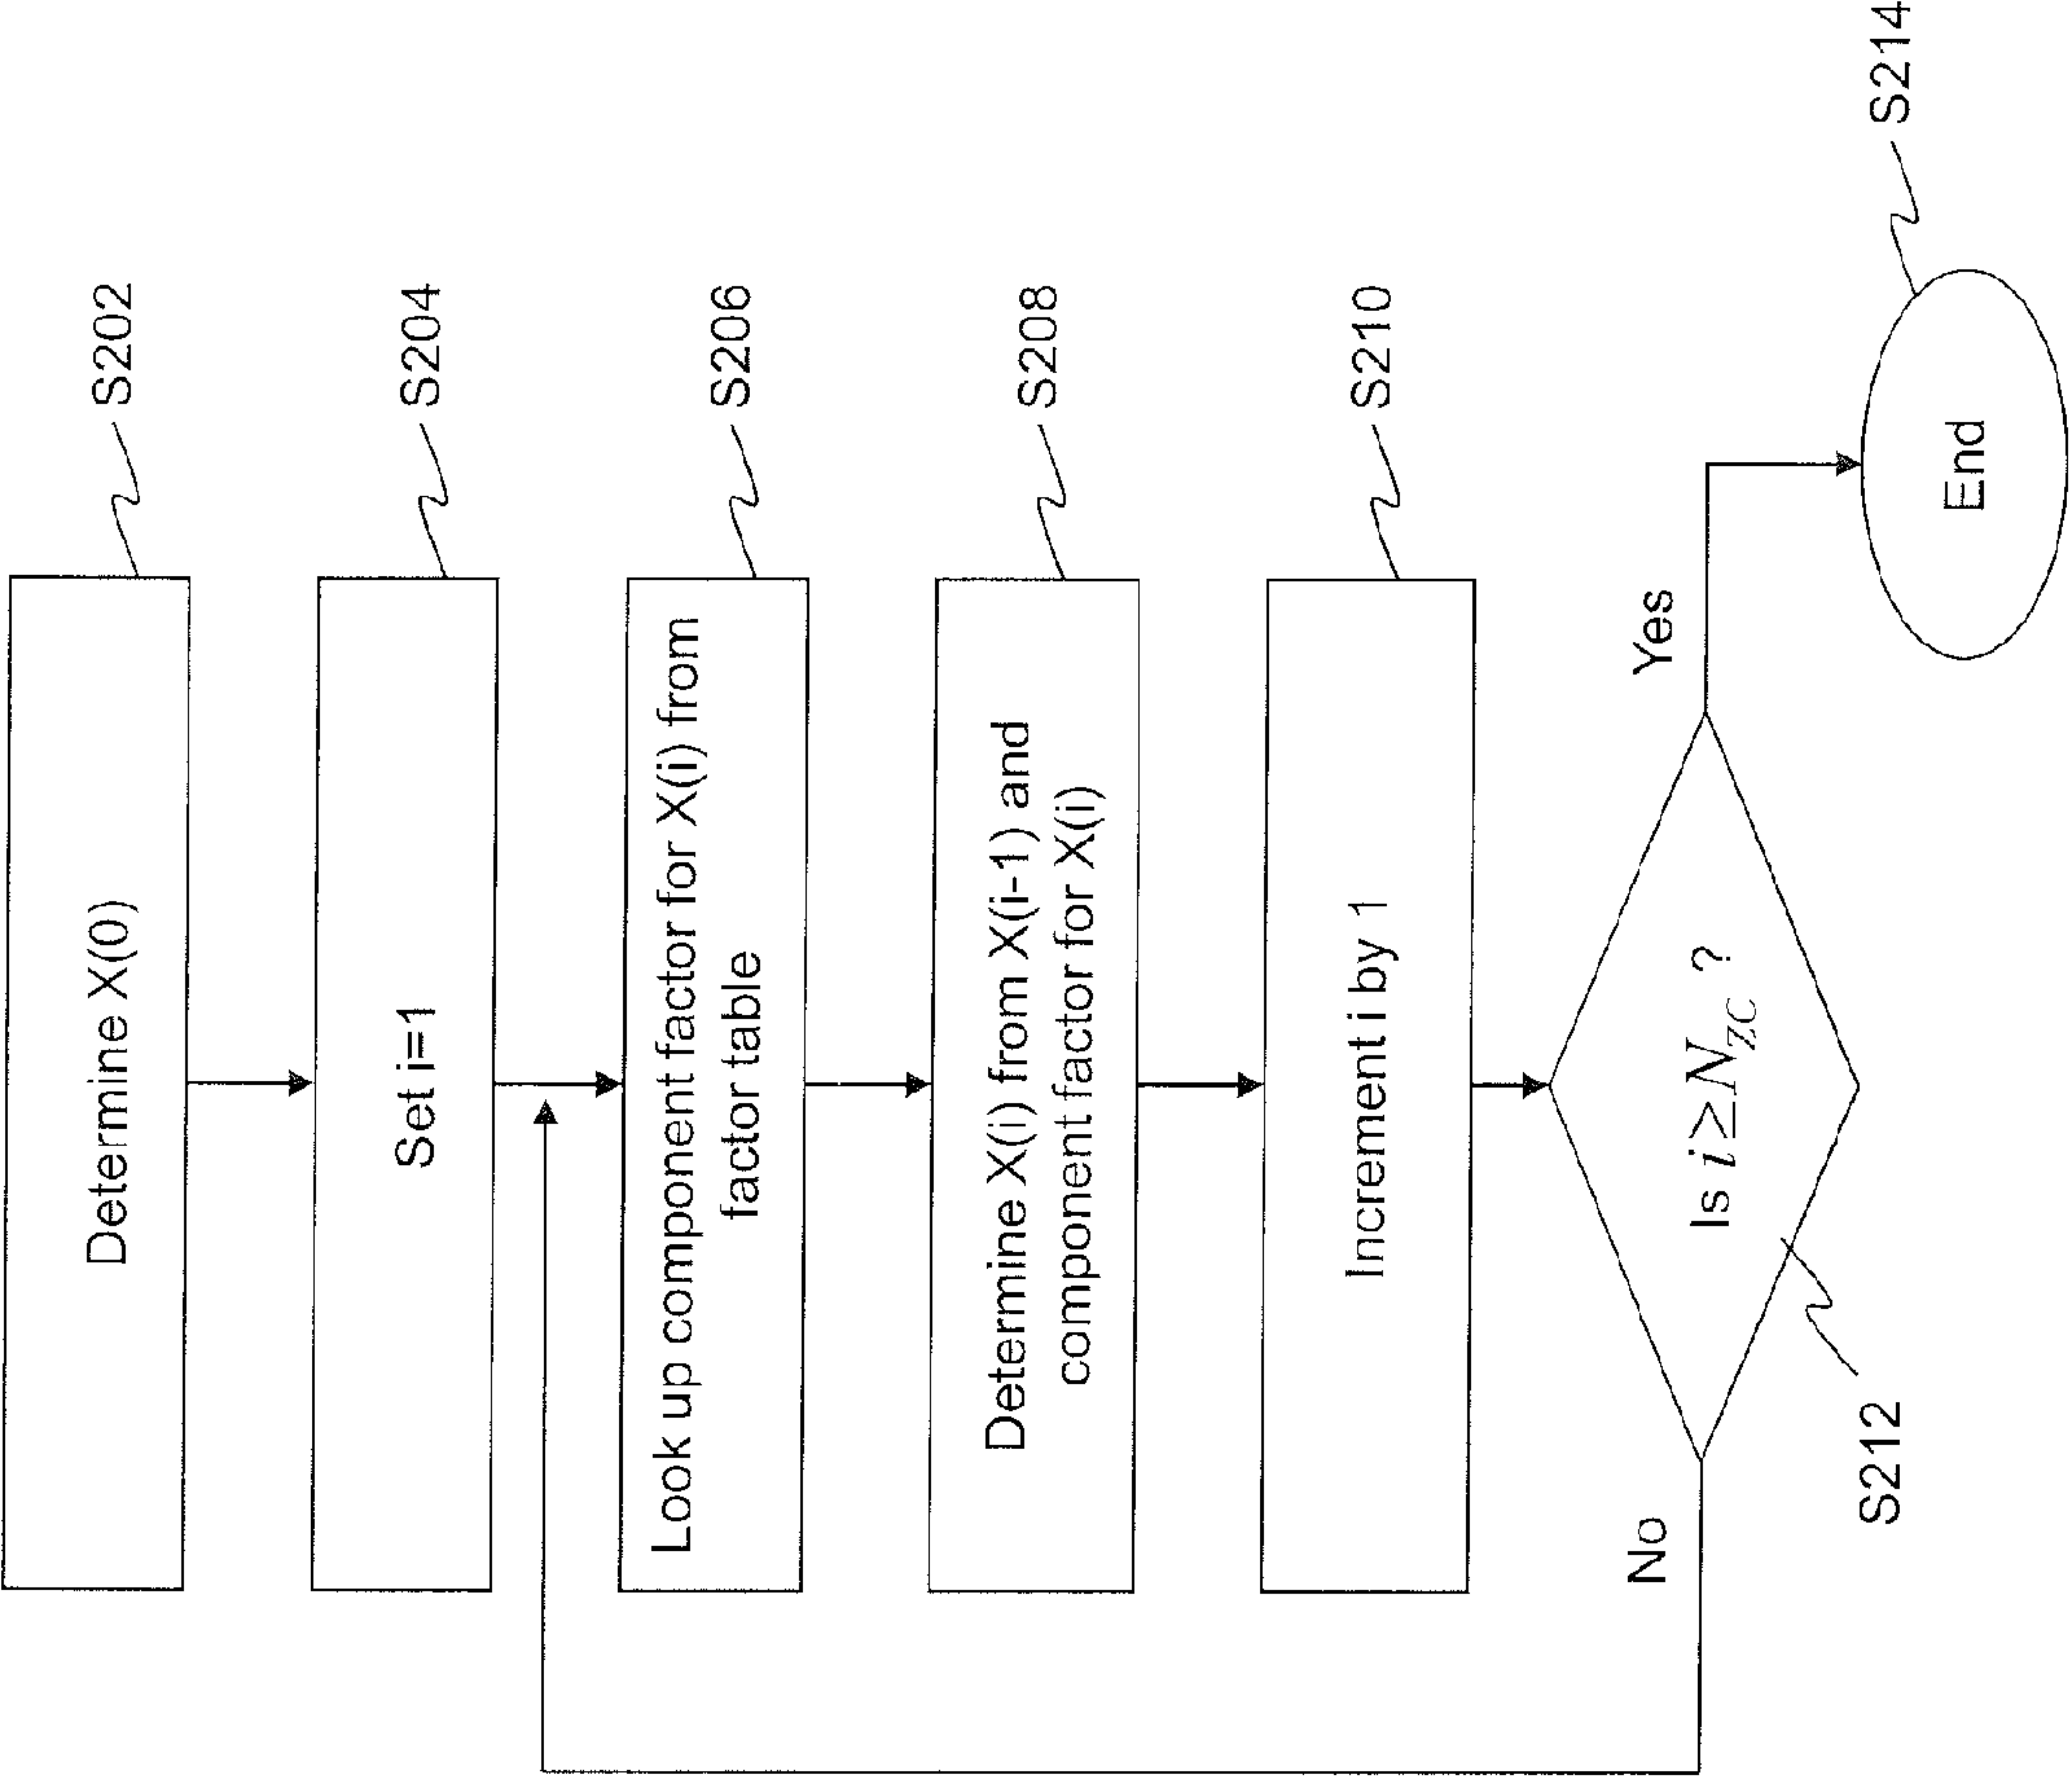 Determine X(0)
S202
Set i=1
S204
Look up component factor for X(i) from
factor table
S206
Determine X(i) from X(i-1) and
component factor for X(i)
S208
Increment i by 1
S210
No
Is i≥N_ZC ?
Yes
S212
End
S214